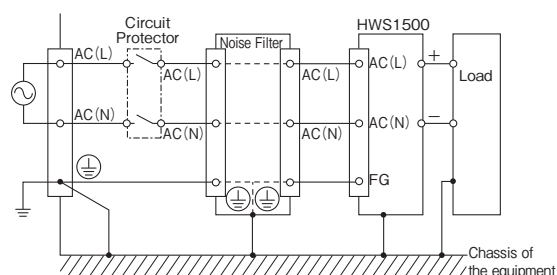 Circuit
Protector
Noise Filter
HWS1500
AC(L)
AC(L)
AC(L)
AC(L)
+
Load
AC(N)
AC(N)
AC(N)
AC(N)
−
FG
Chassis of
the equipment